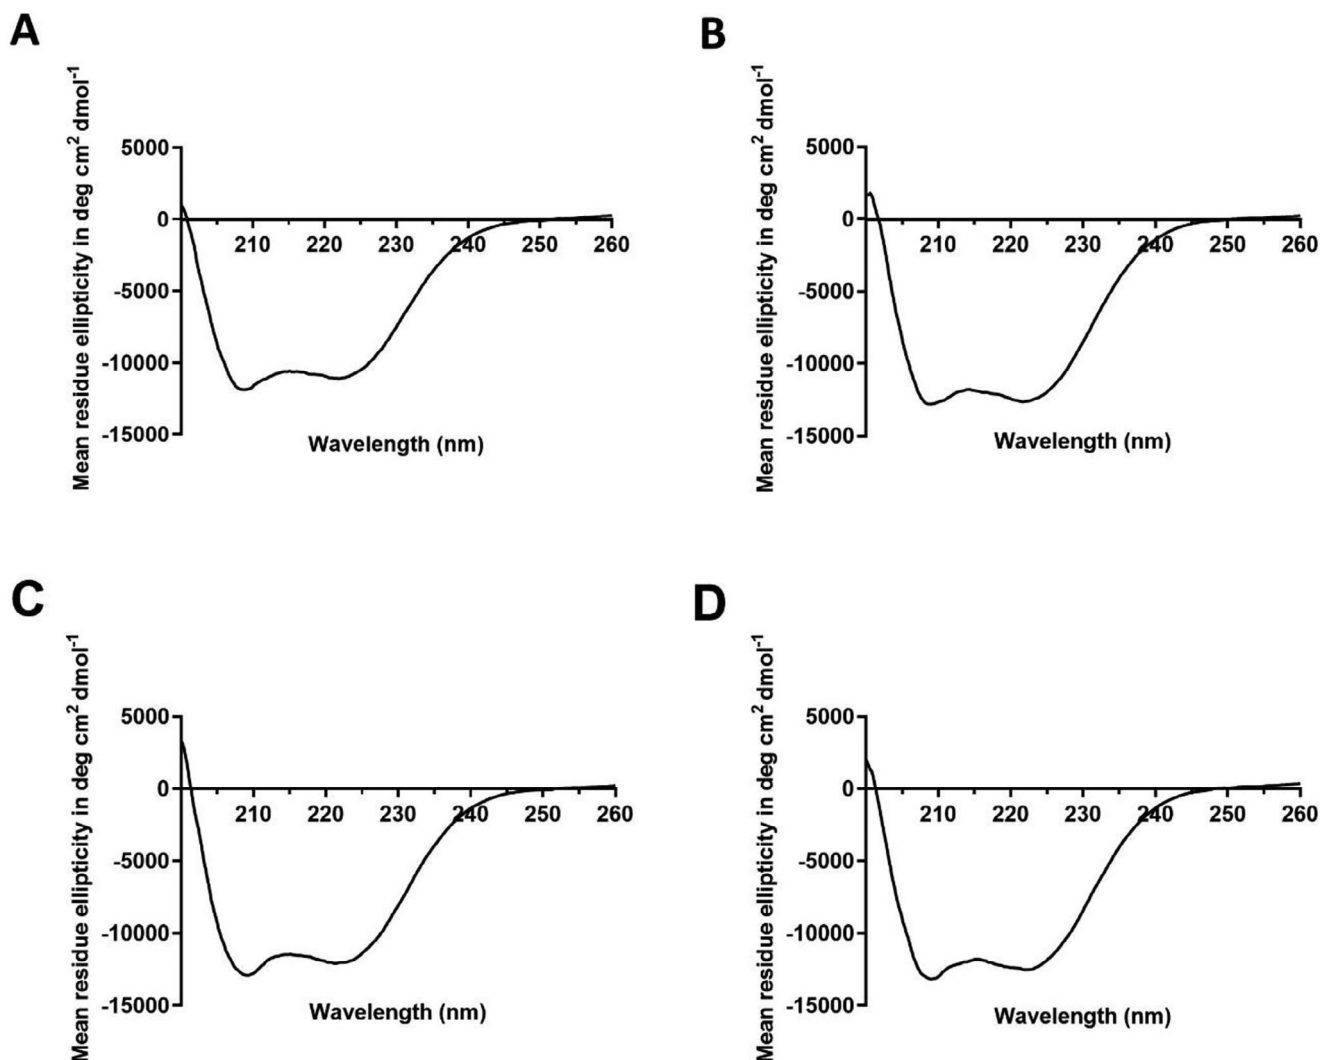 A
Mean residue ellipticity in deg cm² dmol⁻¹
5000
0
-5000
-10000
-15000
210 220 230 240 250 260
Wavelength (nm)
B
Mean residue ellipticity in deg cm² dmol⁻¹
5000
0
-5000
-10000
-15000
210 220 230 240 250 260
Wavelength (nm)
C
Mean residue ellipticity in deg cm² dmol⁻¹
5000
0
-5000
-10000
-15000
210 220 230 240 250 260
Wavelength (nm)
D
Mean residue ellipticity in deg cm² dmol⁻¹
5000
0
-5000
-10000
-15000
210 220 230 240 250 260
Wavelength (nm)